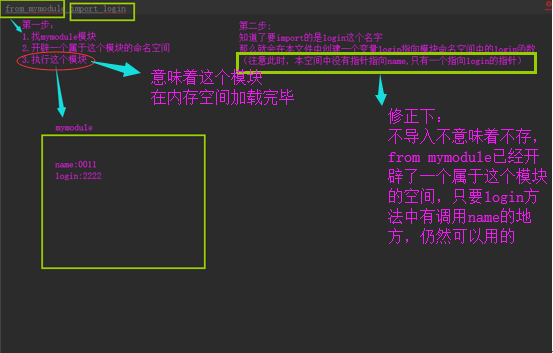 from mymodule import login
第一步,
1.找mymodule模块
2.开辟一个属于这个模块的命名空间
3.执行这个模块
意味着这个模块
在内存空间加载完毕
mymodule
name:0011
login:2222
第二步:
知道了要import的是login这个名字
那么就会在本文件中创建一个变量login指向模块命名空间中的login函数
(注意此时,本空间中没有指针指向name,只有一个指向login的指针)
修正下:
不导入不意味着不存,
from mymodule已经开
辟了一个属于这个模块
的空间,只要login方
法中有调用name的地
方,仍然可以用的